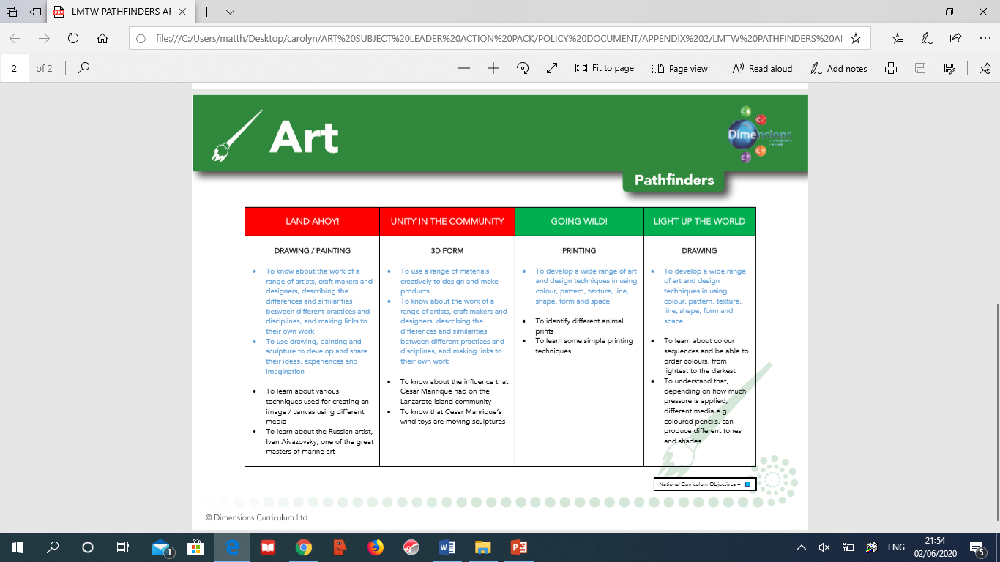 LMTW PATHFINDERS AI
file:///C:/Users/matth/Desktop/carolyn/ART%20SUBJECT%20LEADER%20ACTION%20PACK/POLICY%20DOCUMENT/APPENDIX%202/LMTW%20PATHFINDERS%20AI
2 of 2
Fit to page
Page view
Read aloud
Add notes
Art
Dimensions
Pathfinders
LAND AHOY!
DRAWING / PAINTING
• To know about the work of a
range of artists, craft makers and
designers, describing the
differences and similarities
between different practices and
disciplines, and making links to
their own work
• To use drawing, painting and
sculpture to develop and share
their ideas, experiences and
imagination
• To learn about various
techniques used for creating an
image / canvas using different
media
• To learn about the Russian artist,
Ivan Aivazovsky, one of the great
masters of marine art
UNITY IN THE COMMUNITY
3D FORM
• To use a range of materials
creatively to design and make
products
• To know about the work of a
range of artists, craft makers and
designers, describing the
differences and similarities
between different practices and
disciplines, and making links to
their own work
• To know about the influence that
Cesar Manrique had on the
Lanzarote island community
• To know that Cesar Manrique's
wind toys are moving sculptures
GOING WILD!
PRINTING
• To develop a wide range of art
and design techniques in using
colour, pattern, texture, line,
shape, form and space
• To identify different animal
prints
• To learn some simple printing
techniques
LIGHT UP THE WORLD
DRAWING
• To develop a wide range
of art and design
techniques in using
colour, pattern, texture,
line, shape, form and
space
• To learn about colour
sequences and be able to
order colours, from
lightest to the darkest
• To understand that,
depending on how much
pressure is applied,
different media e.g.
coloured pencils, can
produce different tones
and shades
National Curriculum Objectives =
© Dimensions Curriculum Ltd.
1
ENG
21:54
02/06/2020
5